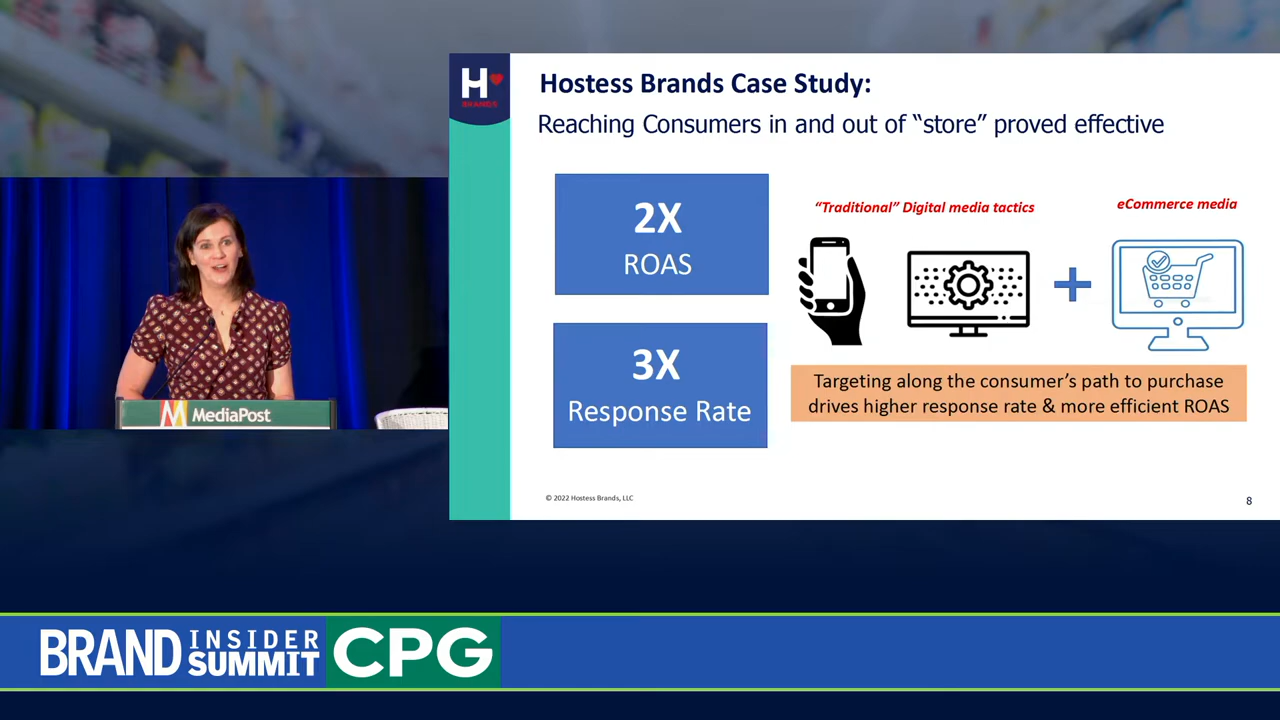 H
BRANDS
Hostess Brands Case Study:
Reaching Consumers in and out of “store” proved effective
2X
ROAS
3X
Response Rate
“Traditional” Digital media tactics
eCommerce media
Targeting along the consumer’s path to purchase
drives higher response rate & more efficient ROAS
© 2022 Hostess Brands, LLC
8
MediaPost
BRAND INSIDER
SUMMIT
CPG